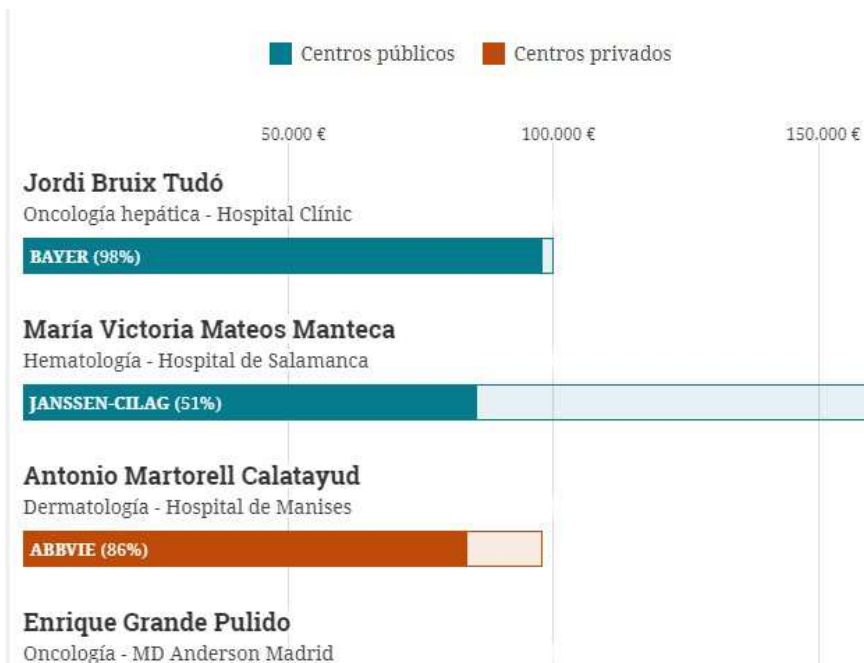 Centros públicos Centros privados
50.000 € 100.000 € 150.000 €
Jordi Bruix Tudó
Oncología hepática - Hospital Clínic
BAYER (98%)
María Victoria Mateos Manteca
Hematología - Hospital de Salamanca
JANSSEN-CILAG (51%)
Antonio Martorell Calatayud
Dermatología - Hospital de Manises
ABBVIE (86%)
Enrique Grande Pulido
Oncología - MD Anderson Madrid